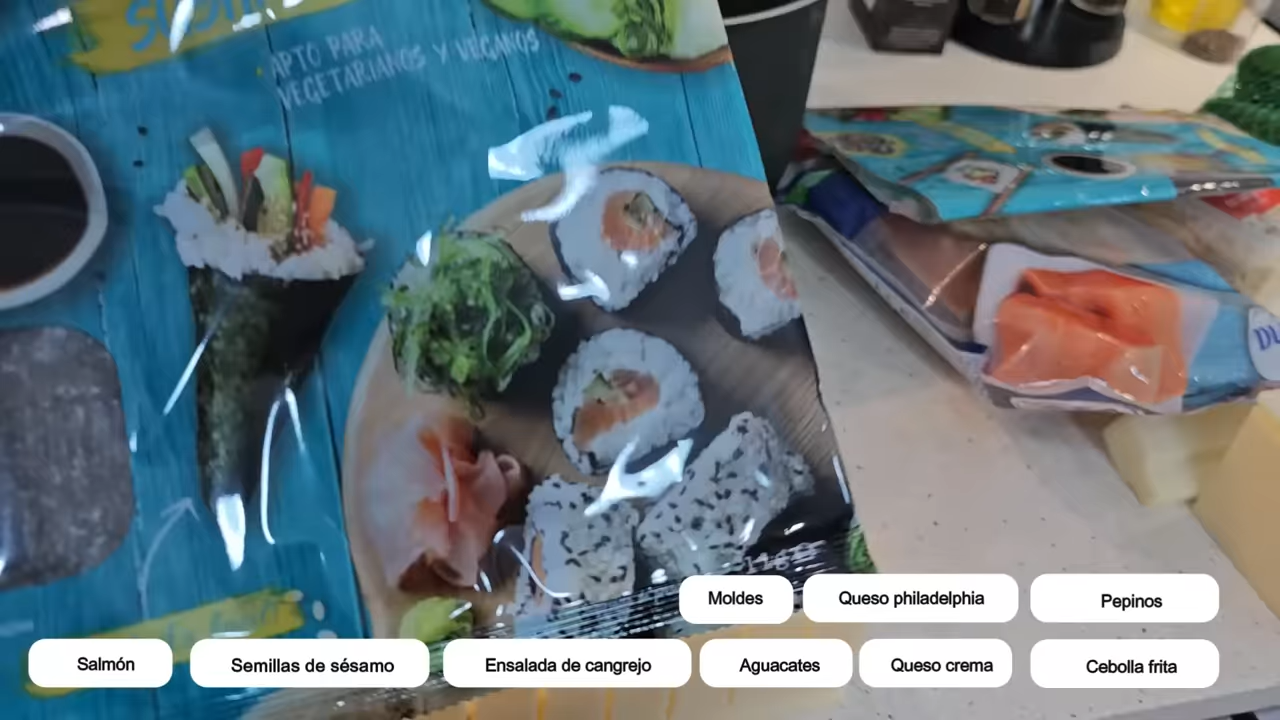 APTO PARA
VEGETARIANOS Y VEGANOS
Moldes
Queso philadelphia
Pepinos
Salmón
Semillas de sésamo
Ensalada de cangrejo
Aguacates
Queso crema
Cebolla frita